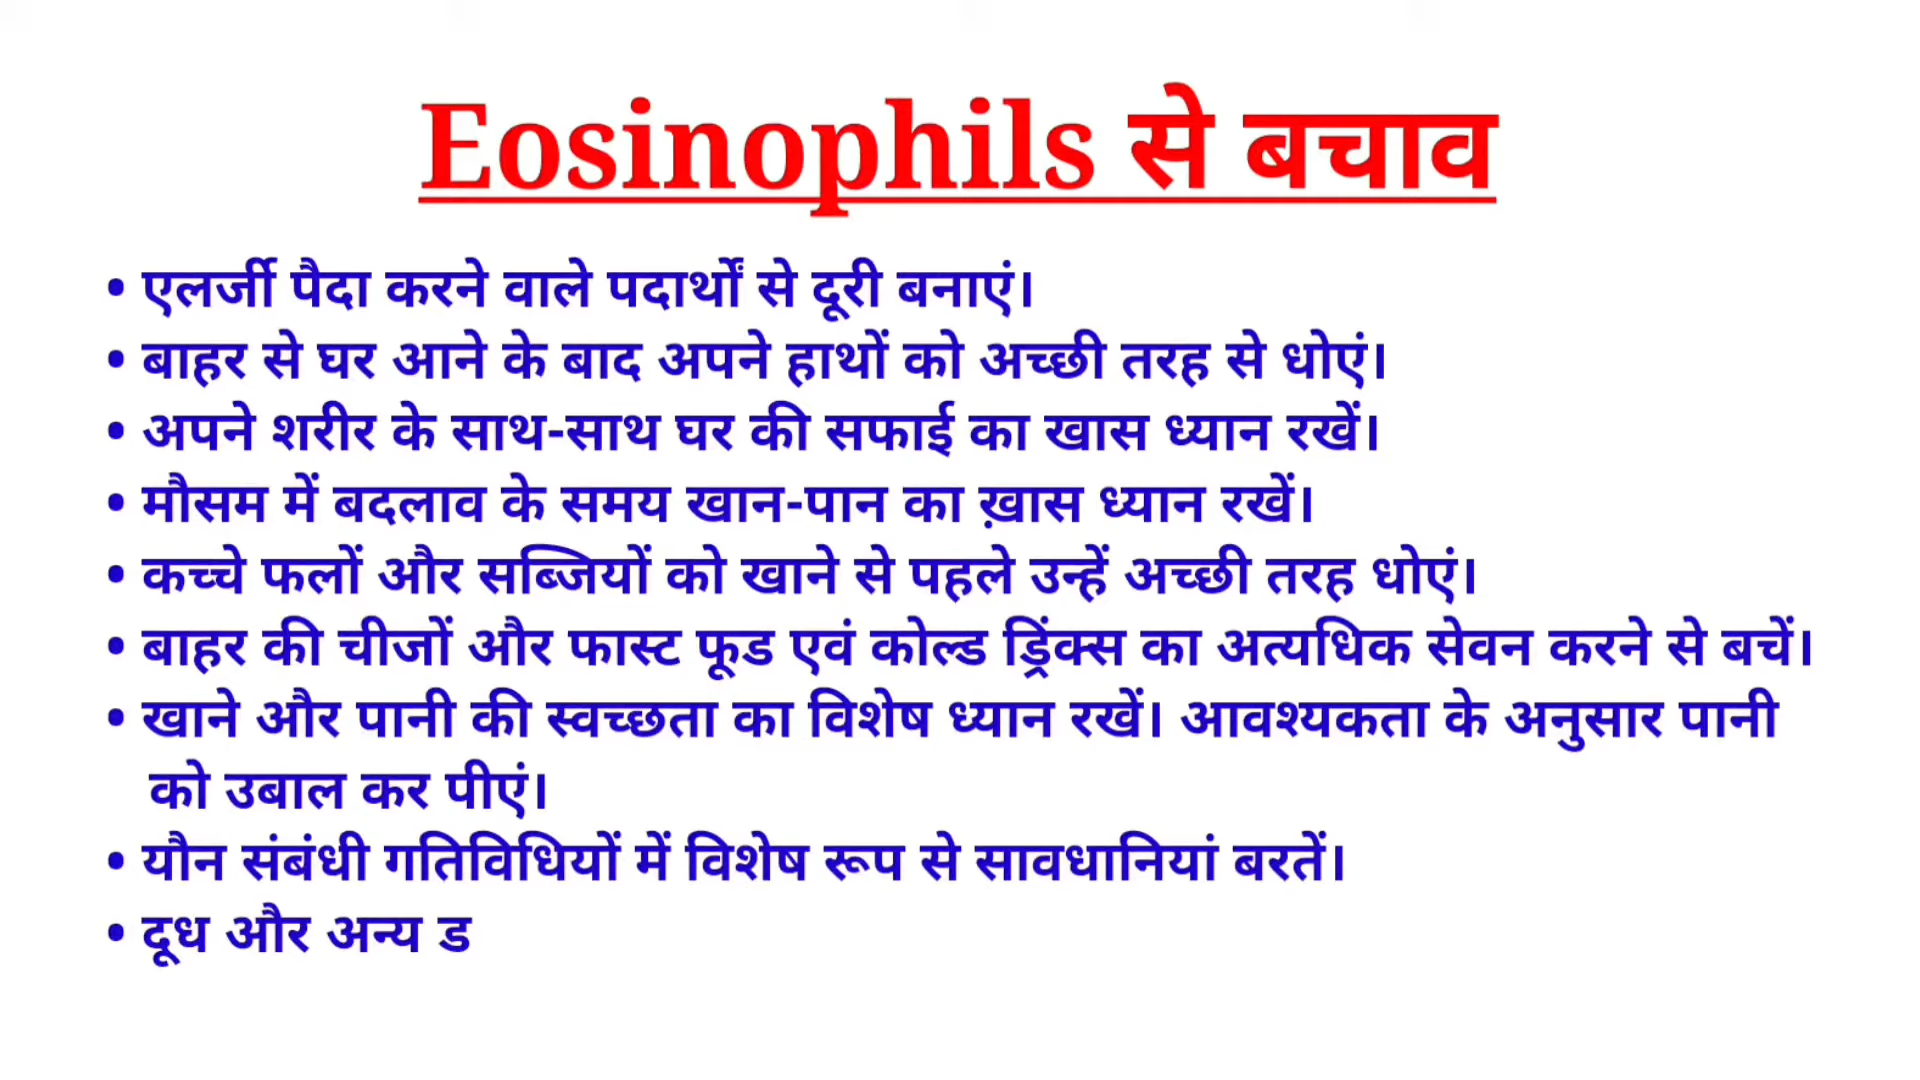 Eosinophils से बचाव
• एलर्जी पैदा करने वाले पदार्थों से दूरी बनाएं।
• बाहर से घर आने के बाद अपने हाथों को अच्छी तरह से धोएं।
• अपने शरीर के साथ-साथ घर की सफाई का खास ध्यान रखें।
• मौसम में बदलाव के समय खान-पान का ख़ास ध्यान रखें।
• कच्चे फलों और सब्जियों को खाने से पहले उन्हें अच्छी तरह धोएं।
• बाहर की चीजों और फास्ट फूड एवं कोल्ड ड्रिंक्स का अत्यधिक सेवन करने से बचें।
• खाने और पानी की स्वच्छता का विशेष ध्यान रखें। आवश्यकता के अनुसार पानी
को उबाल कर पीएं।
• यौन संबंधी गतिविधियों में विशेष रूप से सावधानियां बरतें।
• दूध और अन्य ड